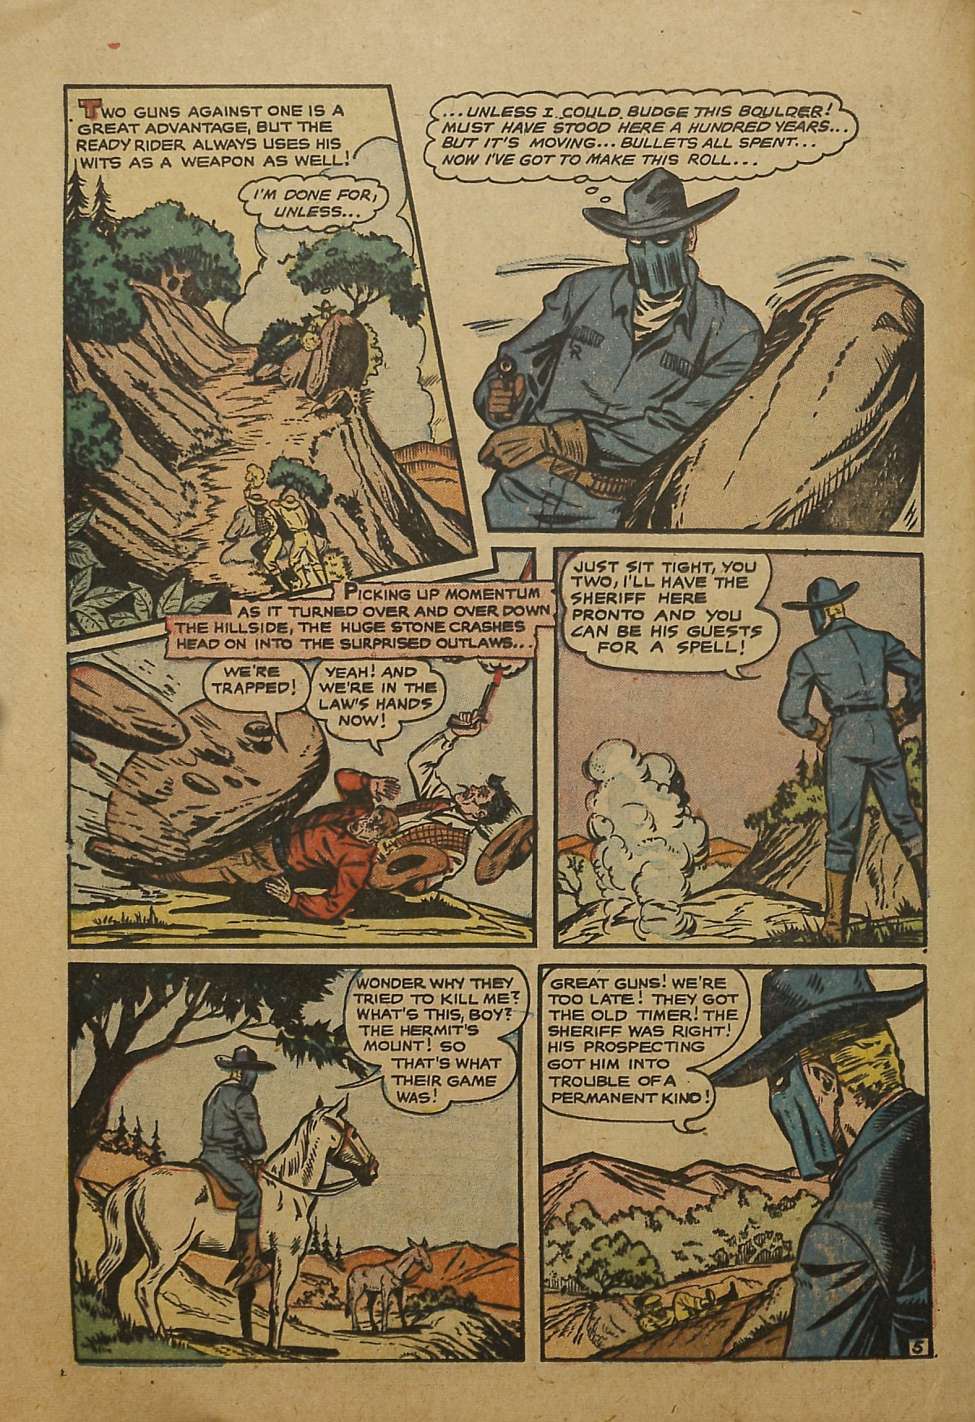 TWO GUNS AGAINST ONE IS A
GREAT ADVANTAGE, BUT THE
READY RIDER ALWAYS USES HIS
WITS AS A WEAPON AS WELL!
I'M DONE FOR,
UNLESS...
...UNLESS I COULD BUDGE THIS BOULDER!
MUST HAVE STOOD HERE A HUNDRED YEARS...
BUT IT'S MOVING... BULLETS ALL SPENT...
NOW I'VE GOT TO MAKE THIS ROLL...
R
PICKING UP MOMENTUM
AS IT TURNED OVER AND OVER DOWN
THE HILLSIDE, THE HUGE STONE CRASHES
HEAD ON INTO THE SURPRISED OUTLAWS...
WE'RE
TRAPPED!
YEAH! AND
WE'RE IN THE
LAW'S HANDS
NOW!
JUST SIT TIGHT, YOU
TWO, I'LL HAVE THE
SHERIFF HERE
PRONTO AND YOU
CAN BE HIS GUESTS
FOR A SPELL!
WONDER WHY THEY
TRIED TO KILL ME?
WHAT'S THIS, BOY?
THE HERMIT'S
MOUNT! SO
THAT'S WHAT
THEIR GAME
WAS!
GREAT GUNS! WE'RE
TOO LATE! THEY GOT
THE OLD TIMER! THE
SHERIFF WAS RIGHT!
HIS PROSPECTING
GOT HIM INTO
TROUBLE OF A
PERMANENT KIND!
5